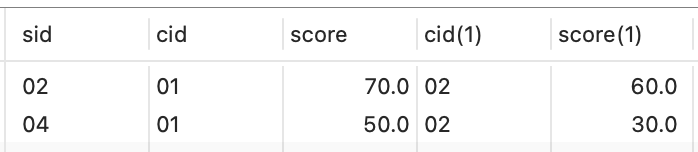 sid cid score cid(1) score(1)
02 01 70.0 02 60.0
04 01 50.0 02 30.0